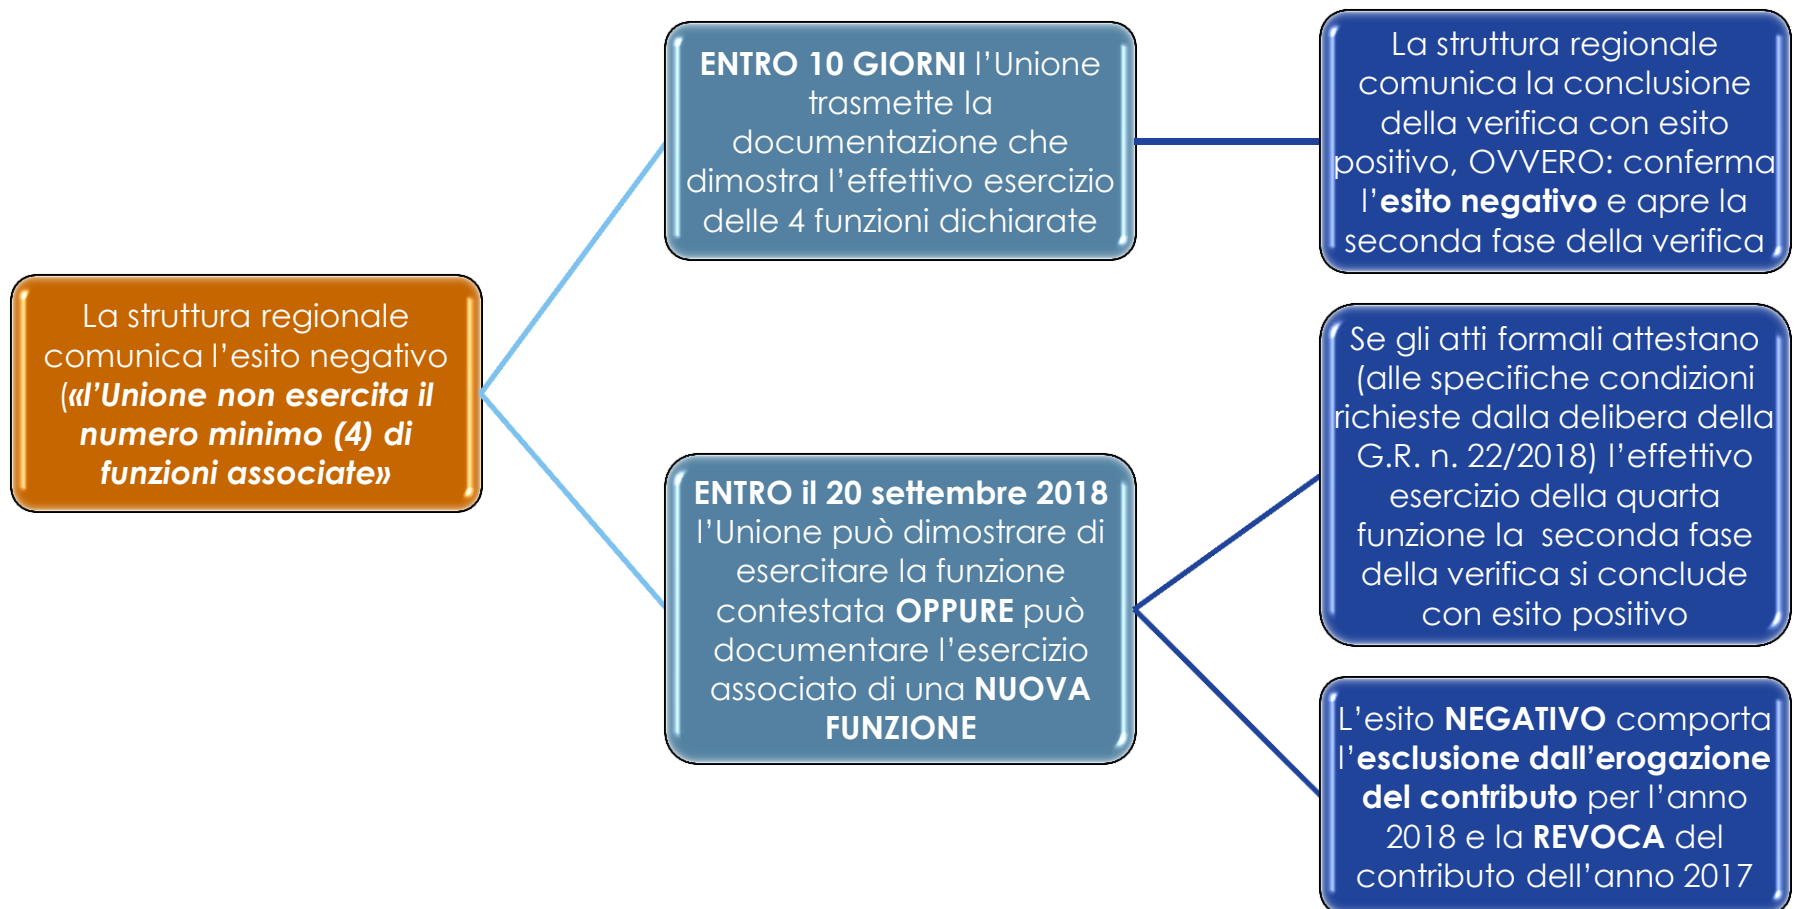 La struttura regionale
comunica l'esito negativo
(«l'Unione non esercita il
numero minimo (4) di
funzioni associate»
ENTRO 10 GIORNI l'Unione
trasmette la
documentazione che
dimostra l'effettivo esercizio
delle 4 funzioni dichiarate
La struttura regionale
comunica la conclusione
della verifica con esito
positivo, OVVERO: conferma
l'esito negativo e apre la
seconda fase della verifica
ENTRO il 20 settembre 2018
l'Unione può dimostrare di
esercitare la funzione
contestata OPPURE può
documentare l'esercizio
associato di una NUOVA
FUNZIONE
Se gli atti formali attestano
(alle specifiche condizioni
richieste dalla delibera della
G.R. n. 22/2018) l'effettivo
esercizio della quarta
funzione la  seconda fase
della verifica si conclude
con esito positivo
L'esito NEGATIVO comporta
l'esclusione dall'erogazione
del contributo per l'anno
2018 e la REVOCA del
contributo dell'anno 2017